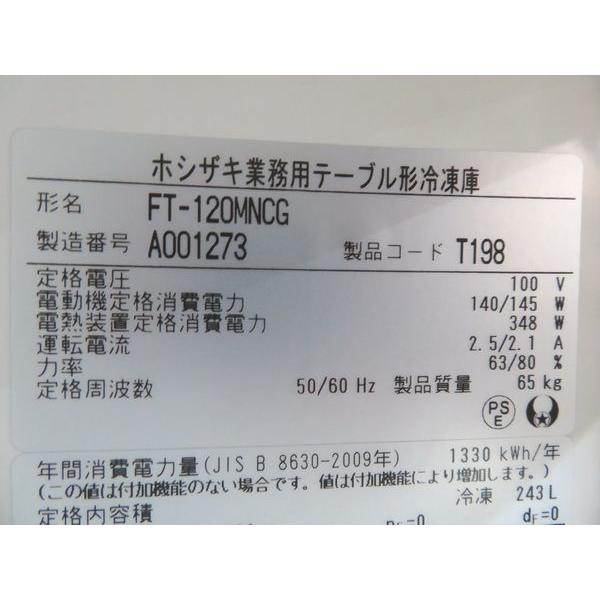 ホシザキ業務用テーブル形冷凍庫
形名 FT-120MNCG
製造番号 A001273 製品コード T198
定格電圧 100 V
電動機定格消費電力 140/145 W
電熱装置定格消費電力 348 W
運転電流 2.5/2.1 A
力率 63/80 %
定格周波数 50/60 Hz 製品質量 65 kg
PS
E
年間消費電力量(JIS B 8630-2009年) 1330 kWh/年
(この値は付加機能のない場合です。値は付加機能により増加します。)
冷凍 243 L
定格内容積 dF=0